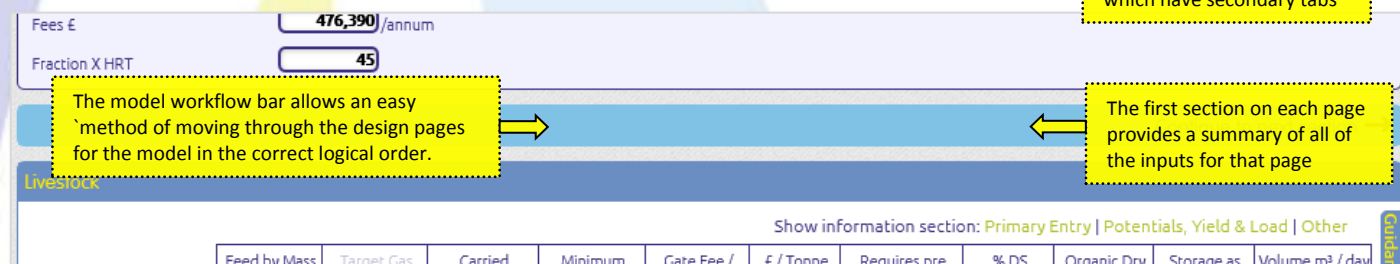 which have secondary tabs
Fees £ 476,390 /annum
Fraction X HRT 45
The model workflow bar allows an easy
`method of moving through the design pages
for the model in the correct logical order.
The first section on each page
provides a summary of all of
the inputs for that page
Livestock
Show information section: Primary Entry | Potentials, Yield & Load | Other
Feed by Mass Target Gas Carried Minimum Gate Fee / £ / Tonne Requires pre % DS Organic Dry Storage as Volume m³ / day